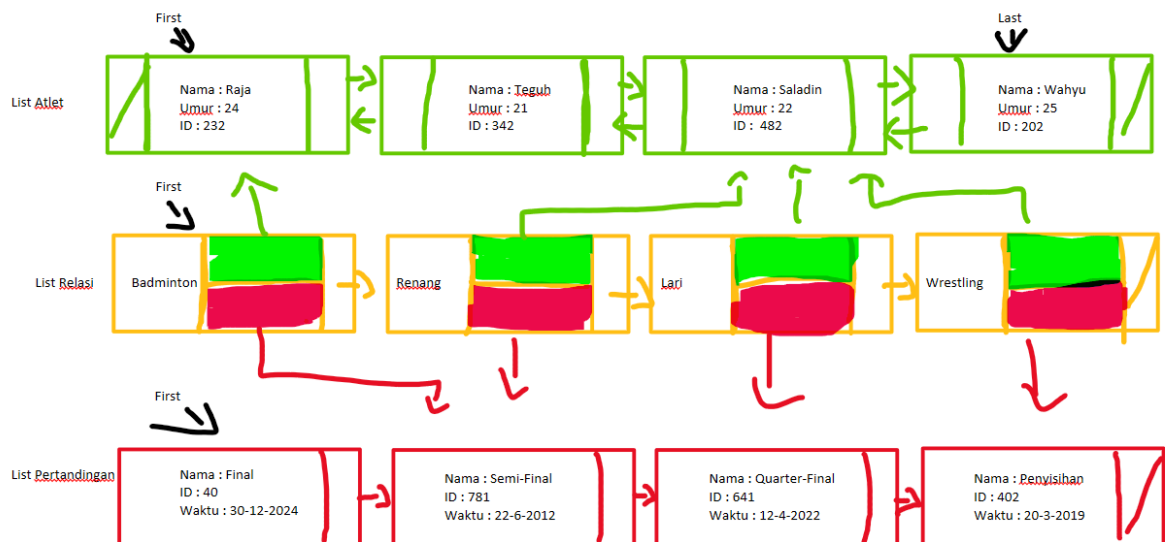 First
Last
List Atlet
Nama : Raja
Umur : 24
ID : 232
Nama : Teguh
Umur : 21
ID : 342
Nama : Saladin
Umur : 22
ID :  482
Nama : Wahyu
Umur : 25
ID : 202
First
List Relasi
Badminton
Renang
Lari
Wrestling
First
List Pertandingan
Nama : Final
ID : 40
Waktu : 30-12-2024
Nama : Semi-Final
ID : 781
Waktu : 22-6-2012
Nama : Quarter-Final
ID : 641
Waktu : 12-4-2022
Nama : Penyisihan
ID : 402
Waktu : 20-3-2019